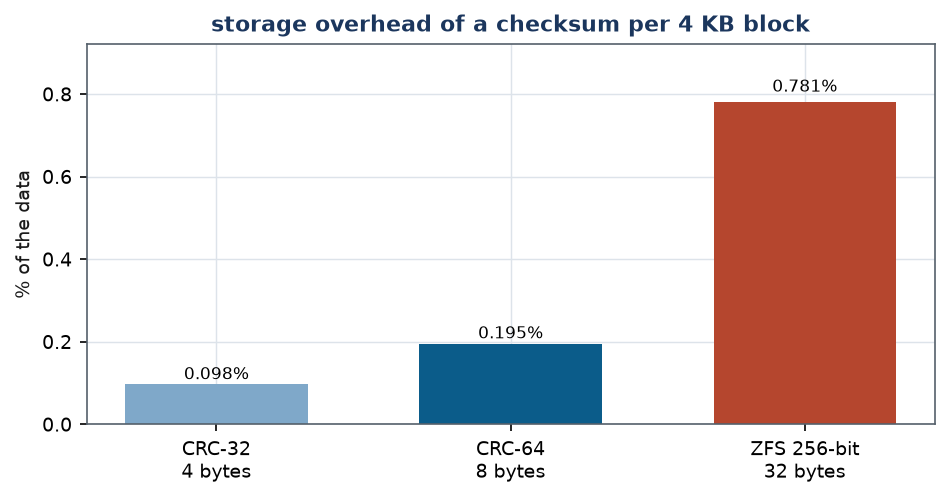 storage overhead of a checksum per 4 KB block
% of the data
0.8
0.6
0.4
0.2
0.0
0.098%
0.195%
0.781%
CRC-32
4 bytes
CRC-64
8 bytes
ZFS 256-bit
32 bytes